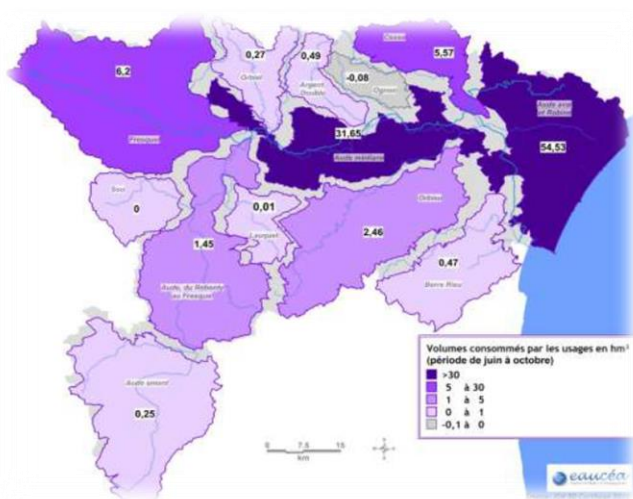 0,27
0,49
Cesse
5,57
6,2
Orbiel
Argent
Double
-0,08
Ognon
Aude aval
et Robine
Fresquel
31,65
Aude médiane
54,53
Sou
0
0,01
Lauquet
Orbieu
1,45
2,46
0,47
Aude, du Rebenty
au Fresquel
Berre Rieu
Volumes consommés par les usages en hm³
(période de juin à octobre)
>30
5 à 30
1 à 5
0 à 1
-0,1 à 0
Aude amont
0,25
0 7,5 15
km
eaucéa